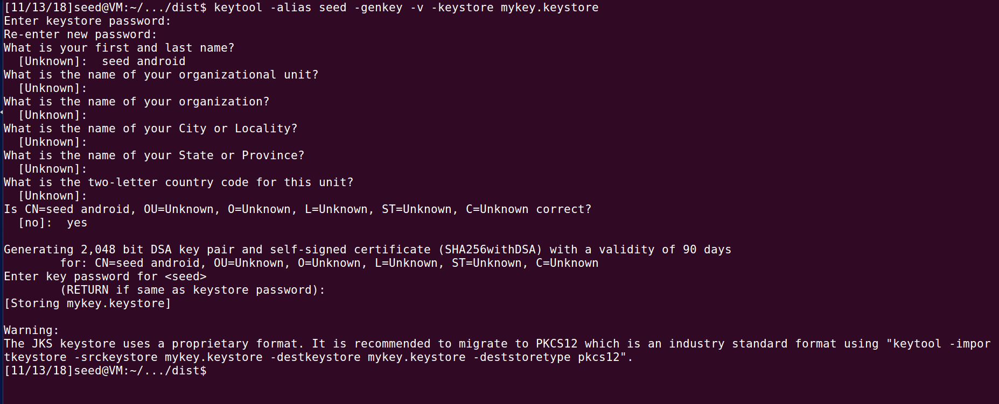 [11/13/18]seed@VM:~/.../dist$ keytool -alias seed -genkey -v -keystore mykey.keystore
Enter keystore password:
Re-enter new password:
What is your first and last name?
  [Unknown]:  seed android
What is the name of your organizational unit?
  [Unknown]:
What is the name of your organization?
  [Unknown]:
What is the name of your City or Locality?
  [Unknown]:
What is the name of your State or Province?
  [Unknown]:
What is the two-letter country code for this unit?
  [Unknown]:
Is CN=seed android, OU=Unknown, O=Unknown, L=Unknown, ST=Unknown, C=Unknown correct?
  [no]:  yes

Generating 2,048 bit DSA key pair and self-signed certificate (SHA256withDSA) with a validity of 90 days
        for: CN=seed android, OU=Unknown, O=Unknown, L=Unknown, ST=Unknown, C=Unknown
Enter key password for <seed>
        (RETURN if same as keystore password):
[Storing mykey.keystore]

Warning:
The JKS keystore uses a proprietary format. It is recommended to migrate to PKCS12 which is an industry standard format using "keytool -impor
tkeystore -srckeystore mykey.keystore -destkeystore mykey.keystore -deststoretype pkcs12".
[11/13/18]seed@VM:~/.../dist$